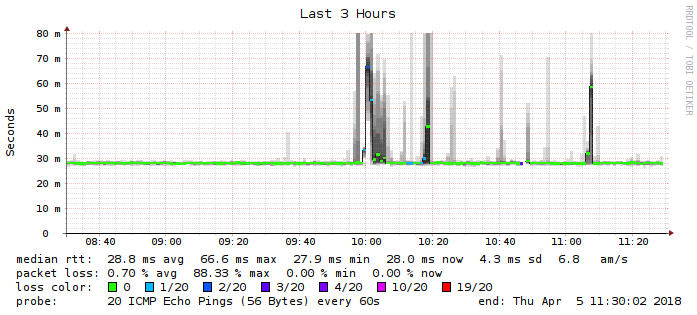 Last 3 Hours
RRDTOOL / TOBI OETIKER
Seconds
80 m
70 m
60 m
50 m
40 m
30 m
20 m
10 m
0
08:40 09:00 09:20 09:40 10:00 10:20 10:40 11:00 11:20
median rtt: 28.8 ms avg 66.6 ms max 27.9 ms min 28.0 ms now 4.3 ms sd 6.8 am/s
packet loss: 0.70 % avg 88.33 % max 0.00 % min 0.00 % now
loss color: 0 1/20 2/20 3/20 4/20 10/20 19/20
probe: 20 ICMP Echo Pings (56 Bytes) every 60s end: Thu Apr 5 11:30:02 2018